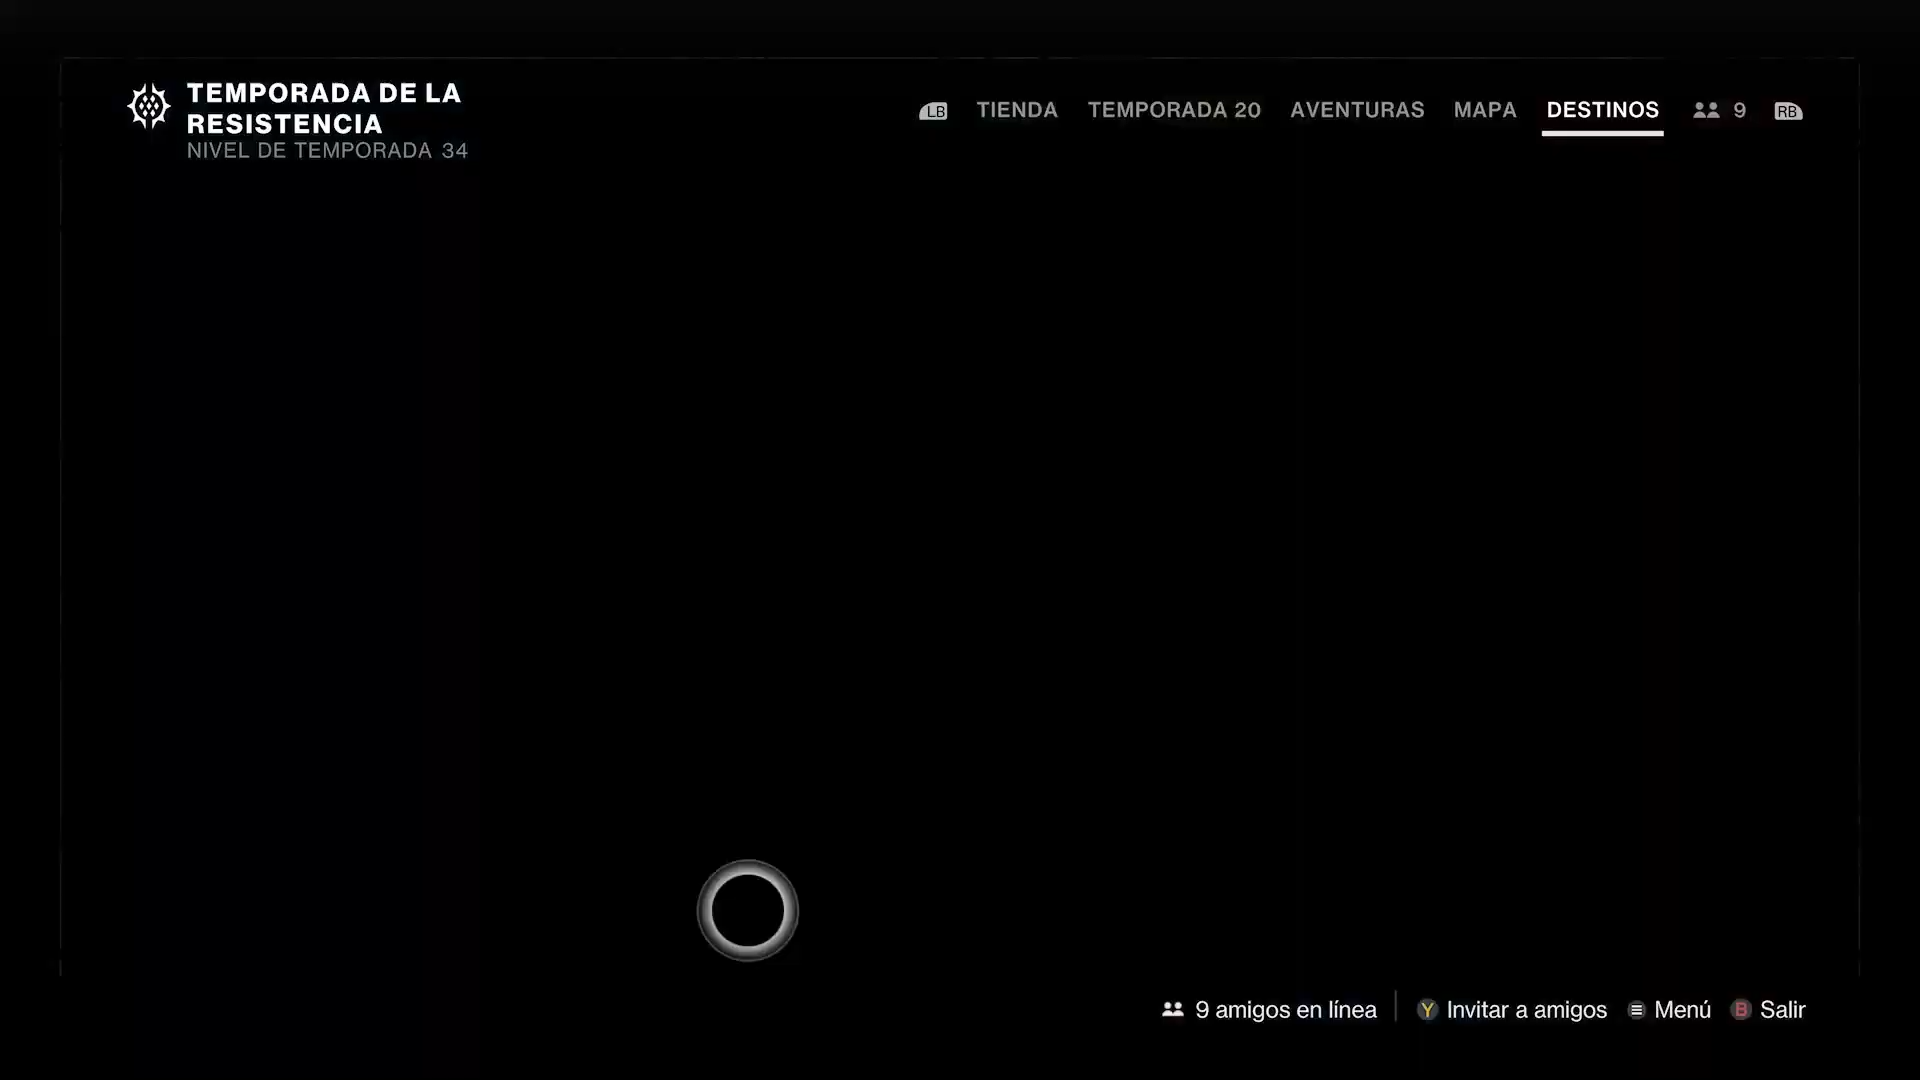 TEMPORADA DE LA
RESISTENCIA
NIVEL DE TEMPORADA 34
LB TIENDA TEMPORADA 20 AVENTURAS MAPA DESTINOS 9 RB
9 amigos en línea Y Invitar a amigos Menú B Salir